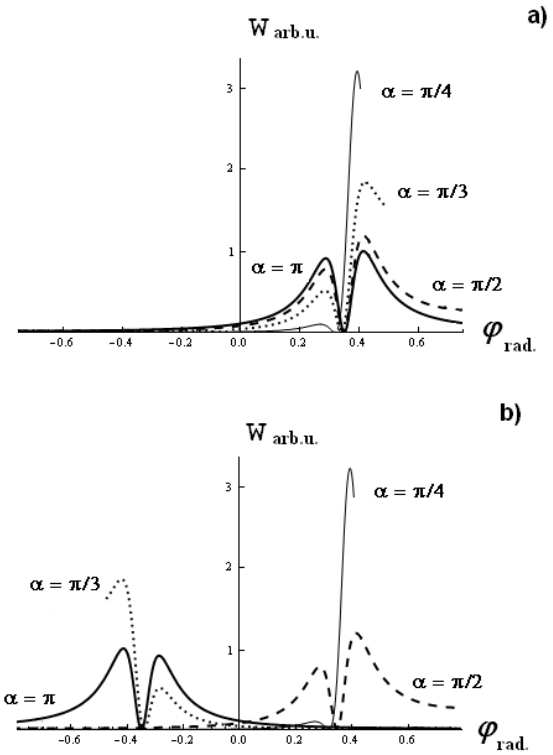 a)
W arb.u.
3
α = π/4
2
α = π/3
1
α = π
α = π/2
-0.6 -0.4 -0.2 0.0 0.2 0.4 0.6
φ rad.
b)
W arb.u.
3
α = π/4
2
α = π/3
1
α = π
α = π/2
-0.6 -0.4 -0.2 0.0 0.2 0.4 0.6
φ rad.